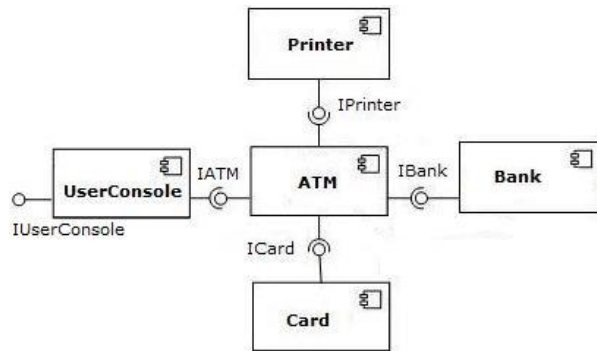 Printer
IPrinter
IATM
IBank
UserConsole
ATM
Bank
IUserConsole
ICard
Card